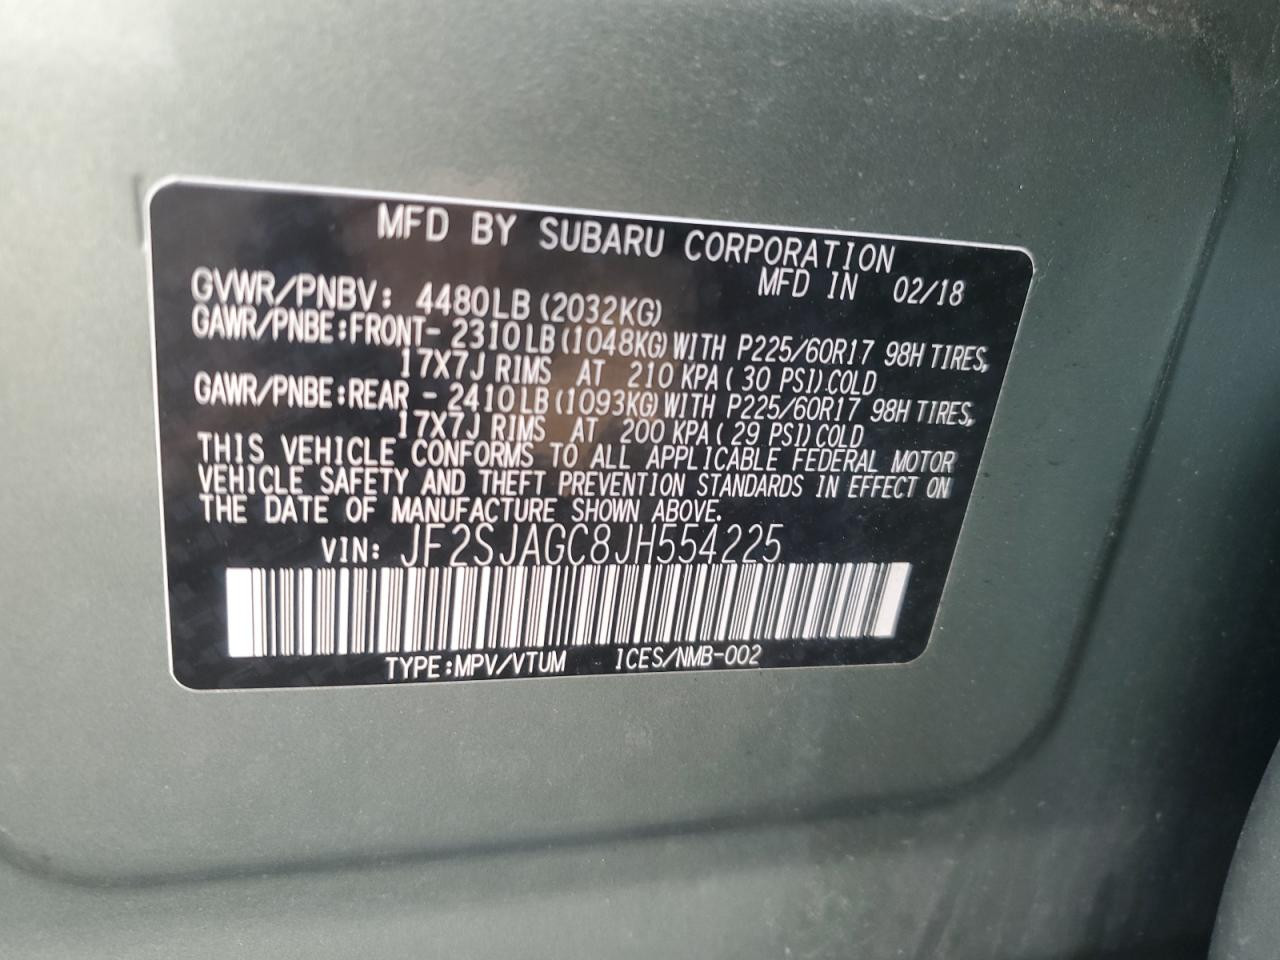 MFD BY SUBARU CORPORATION
MFD IN 02/18
GVWR/PNBV: 4480LB (2032KG)
GAWR/PNBE:FRONT- 2310LB(1048KG)WITH P225/60R17 98H TIRES,
17X7J RIMS AT 210 KPA( 30 PSI)COLD
GAWR/PNBE:REAR - 2410LB(1093KG)WITH P225/60R17 98H TIRES,
17X7J RIMS AT 200 KPA( 29 PSI)COLD
THIS VEHICLE CONFORMS TO ALL APPLICABLE FEDERAL MOTOR
VEHICLE SAFETY AND THEFT PREVENTION STANDARDS IN EFFECT ON
THE DATE OF MANUFACTURE SHOWN ABOVE.
VIN: JF2SJAGC8JH554225
TYPE:MPV/VTUM ICES/NMB-002